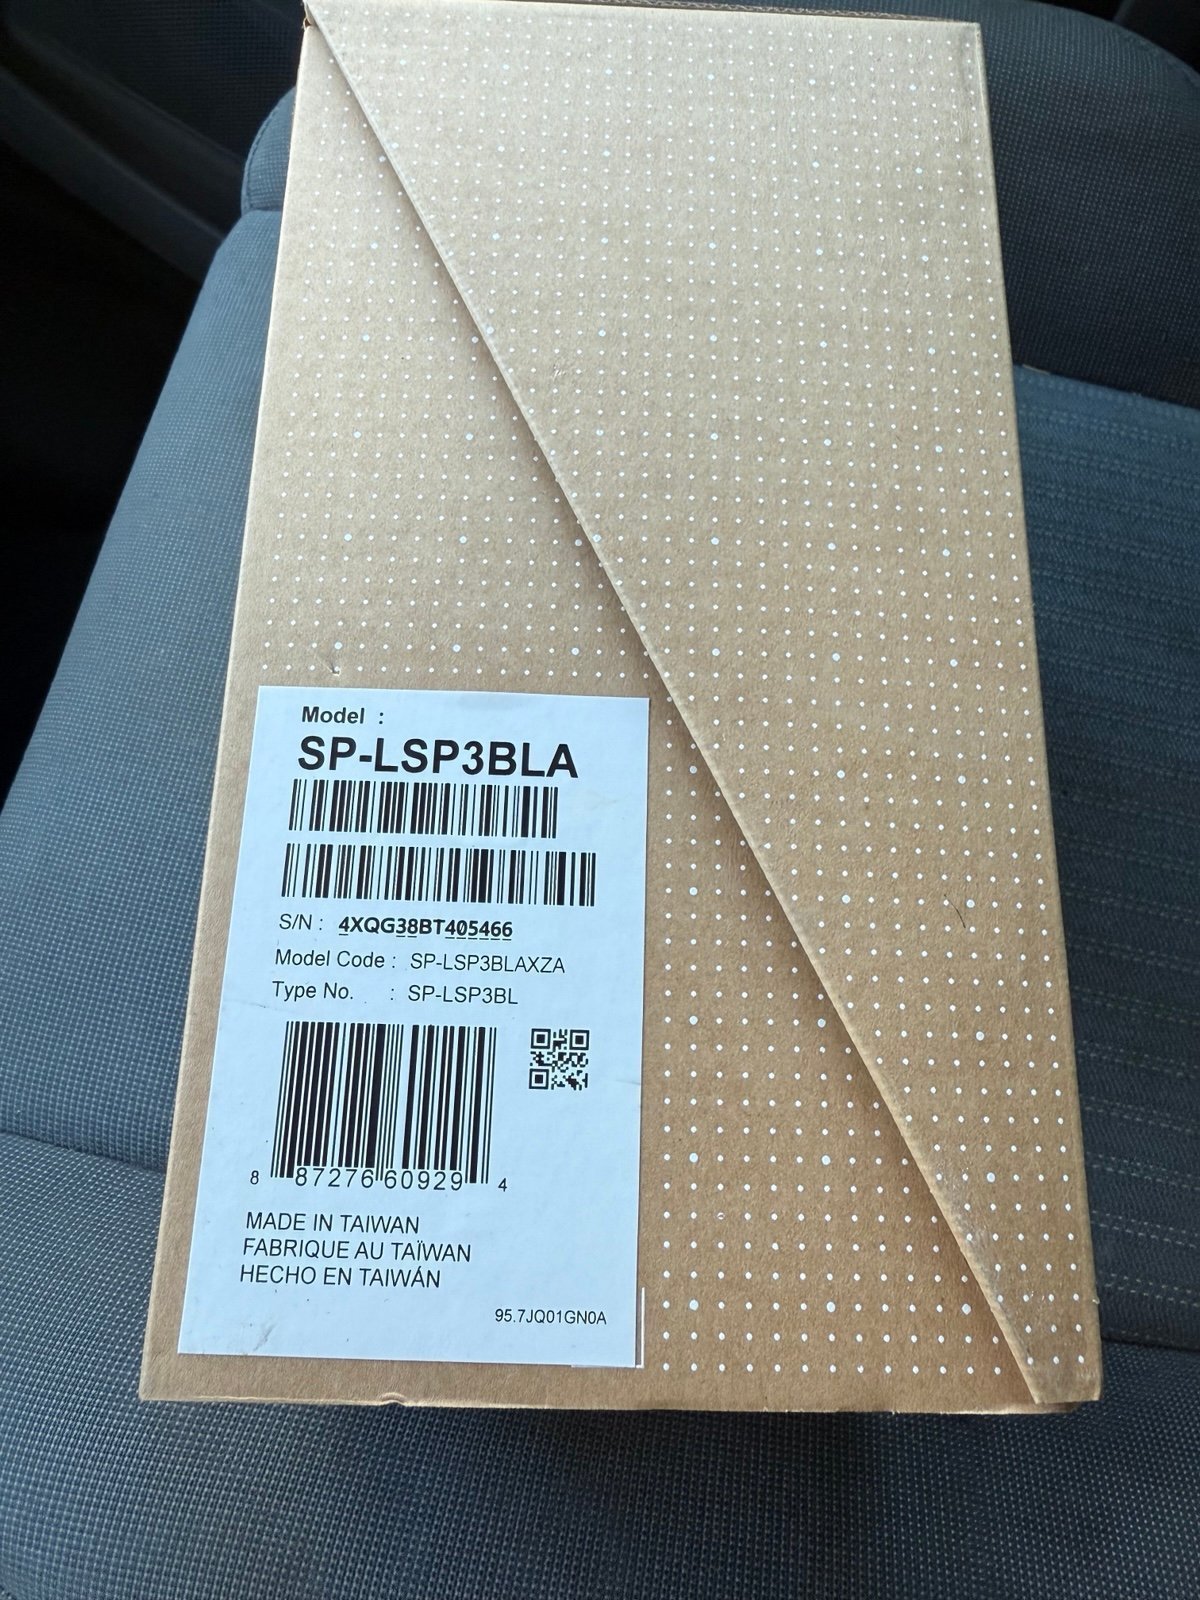 Model :
SP-LSP3BLA
S/N : 4XQG38BT405466
Model Code : SP-LSP3BLAXZA
Type No. : SP-LSP3BL
8 87276 60929 4
MADE IN TAIWAN
FABRIQUE AU TAÏWAN
HECHO EN TAIWÁN
95.7JQ01GN0A